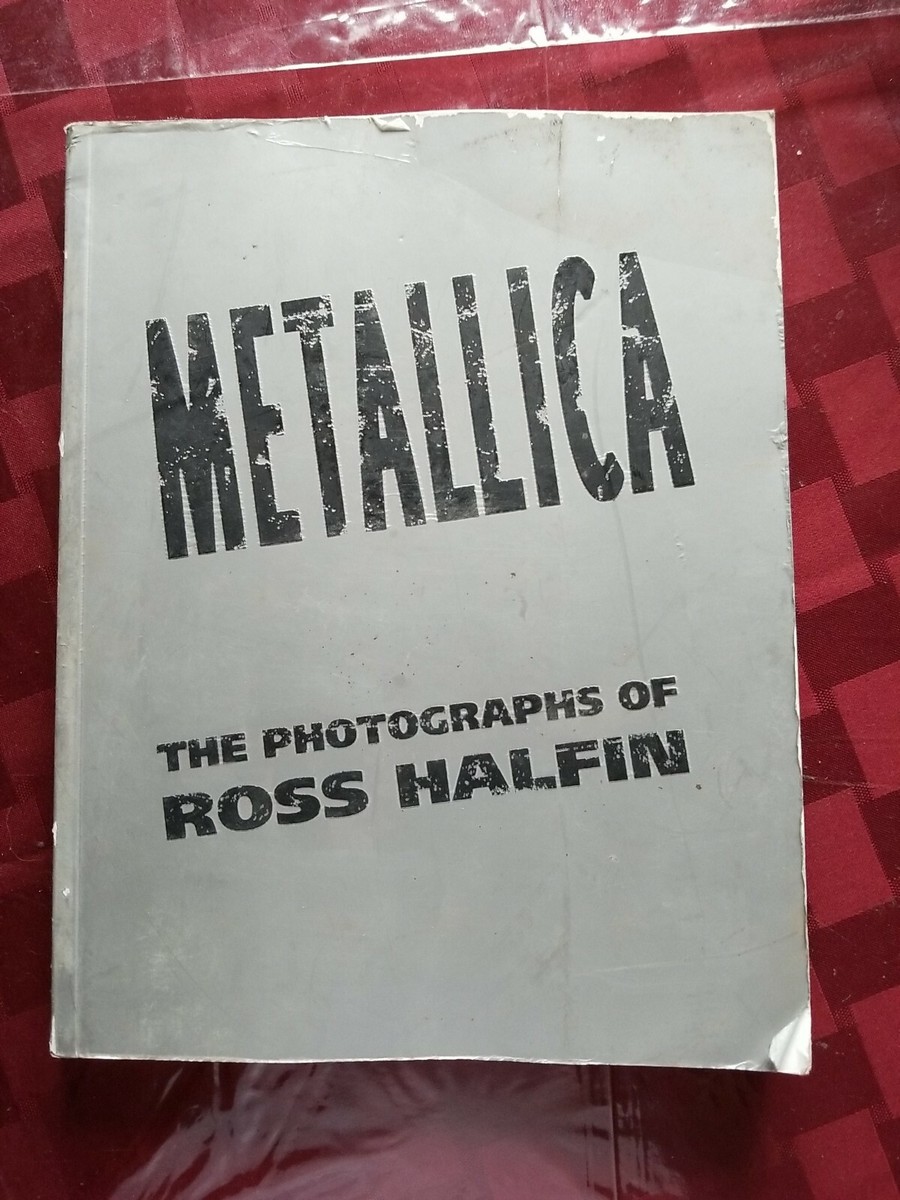 METALLICA
THE PHOTOGRAPHS OF
ROSS HALFIN